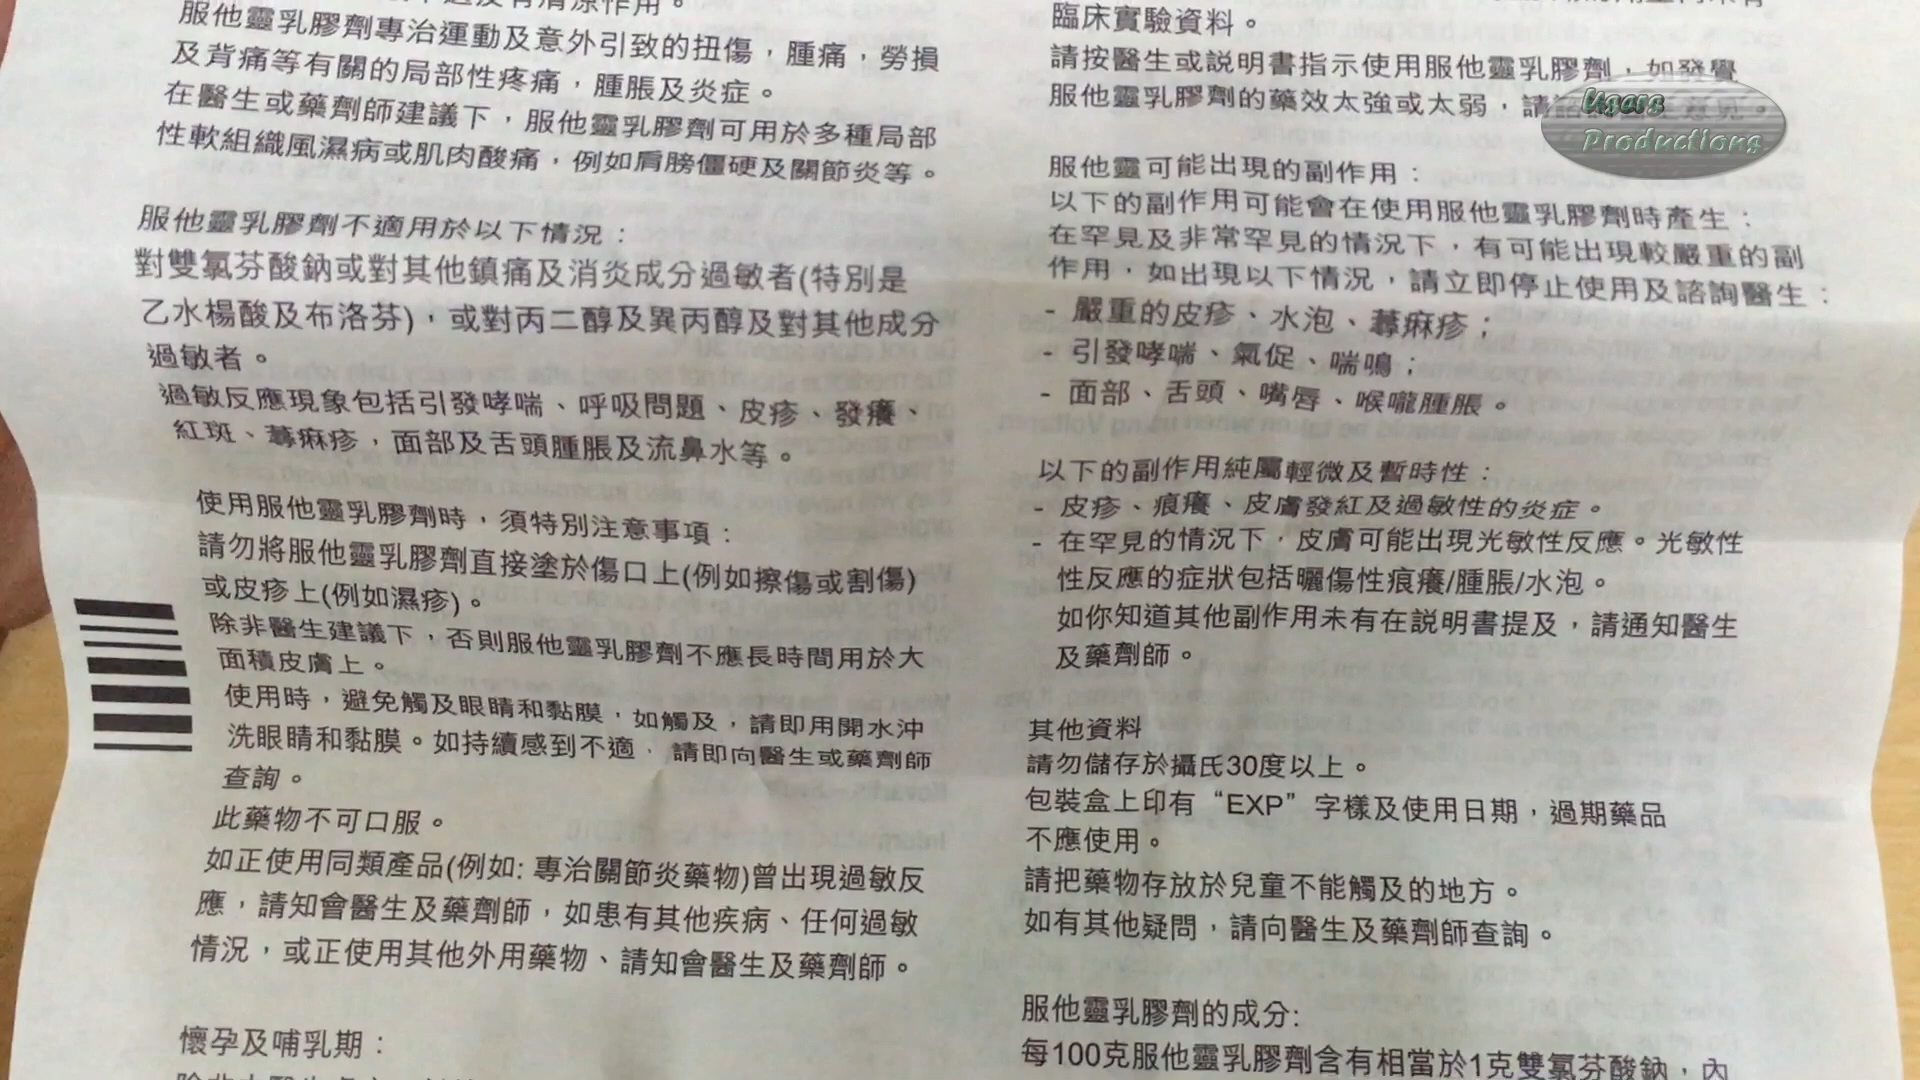 服他靈乳膠劑專治運動及意外引致的扭傷，腫痛，勞損
及背痛等有關的局部性疼痛，腫脹及炎症。
在醫生或藥劑師建議下，服他靈乳膠劑可用於多種局部
性軟組織風濕病或肌肉酸痛，例如肩膀僵硬及關節炎等。
服他靈乳膠劑不適用於以下情況：
對雙氯芬酸鈉或對其他鎮痛及消炎成分過敏者(特別是
乙水楊酸及布洛芬)，或對丙二醇及異丙醇及對其他成分
過敏者。
過敏反應現象包括引發哮喘、呼吸問題、皮疹、發癢、
紅斑、蕁麻疹，面部及舌頭腫脹及流鼻水等。
使用服他靈乳膠劑時，須特別注意事項：
請勿將服他靈乳膠劑直接塗於傷口上(例如擦傷或割傷)
或皮疹上(例如濕疹)。
除非醫生建議下，否則服他靈乳膠劑不應長時間用於大
面積皮膚上。
使用時，避免觸及眼睛和黏膜，如觸及，請即用開水沖
洗眼睛和黏膜。如持續感到不適，請即向醫生或藥劑師
查詢。
此藥物不可口服。
如正使用同類產品(例如: 專治關節炎藥物)曾出現過敏反
應，請知會醫生及藥劑師，如患有其他疾病、任何過敏
情況，或正使用其他外用藥物、請知會醫生及藥劑師。
懷孕及哺乳期：
臨床實驗資料。
請按醫生或説明書指示使用服他靈乳膠劑，如發覺
服他靈乳膠劑的藥效太強或太弱，請
Users
Productions
服他靈可能出現的副作用：
以下的副作用可能會在使用服他靈乳膠劑時產生：
在罕見及非常罕見的情況下，有可能出現較嚴重的副
作用，如出現以下情況，請立即停止使用及諮詢醫生：
- 嚴重的皮疹、水泡、蕁麻疹；
- 引發哮喘、氣促、喘鳴；
- 面部、舌頭、嘴唇、喉嚨腫脹。
以下的副作用純屬輕微及暫時性：
- 皮疹、痕癢、皮膚發紅及過敏性的炎症。
- 在罕見的情況下，皮膚可能出現光敏性反應。光敏性
性反應的症狀包括曬傷性痕癢/腫脹/水泡。
如你知道其他副作用未有在説明書提及，請通知醫生
及藥劑師。
其他資料
請勿儲存於攝氏30度以上。
包裝盒上印有“EXP”字樣及使用日期，過期藥品
不應使用。
請把藥物存放於兒童不能觸及的地方。
如有其他疑問，請向醫生及藥劑師查詢。
服他靈乳膠劑的成分:
每100克服他靈乳膠劑含有相當於1克雙氯芬酸鈉，內